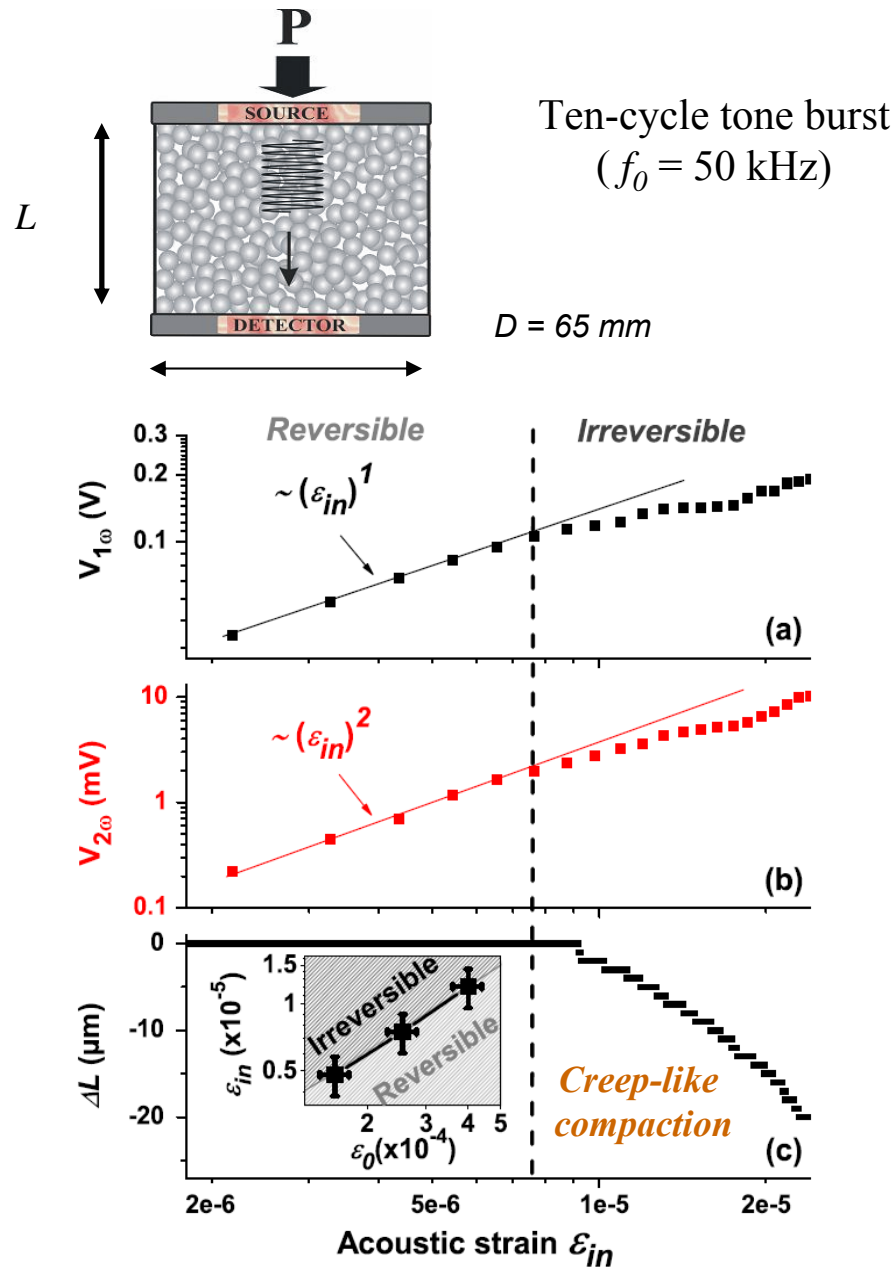 P
SOURCE
Ten-cycle tone burst
( f0 = 50 kHz)
L
DETECTOR
D = 65 mm
Reversible
Irreversible
0.3
0.2
0.1
V1ω (V)
~ (εin)1
(a)
10
1
0.1
V2ω (mV)
~ (εin)2
(b)
0
-10
-20
ΔL (μm)
1.5
1
0.5
εin (x10-5)
Irreversible
Reversible
2 3 4 5
ε0(x10-4)
Creep-like
compaction
(c)
2e-6 5e-6 1e-5 2e-5
Acoustic strain εin